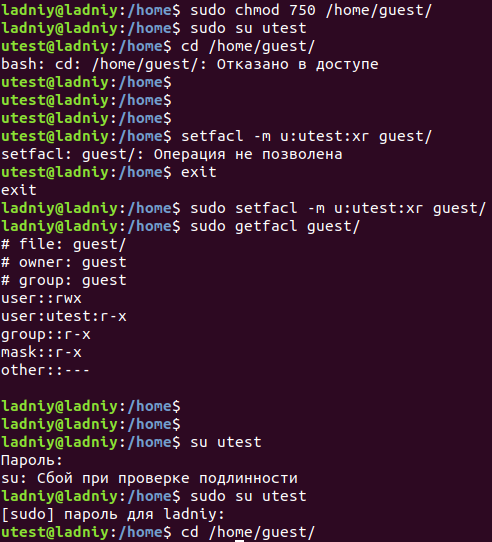 ladniy@ladniy:/home$ sudo chmod 750 /home/guest/
ladniy@ladniy:/home$ sudo su utest
utest@ladniy:/home$ cd /home/guest/
bash: cd: /home/guest/: Отказано в доступе
utest@ladniy:/home$
utest@ladniy:/home$
utest@ladniy:/home$
utest@ladniy:/home$ setfacl -m u:utest:xr guest/
setfacl: guest/: Операция не позволена
utest@ladniy:/home$ exit
exit
ladniy@ladniy:/home$ sudo setfacl -m u:utest:xr guest/
ladniy@ladniy:/home$ sudo getfacl guest/
# file: guest/
# owner: guest
# group: guest
user::rwx
user:utest:r-x
group::r-x
mask::r-x
other::---
ladniy@ladniy:/home$
ladniy@ladniy:/home$
ladniy@ladniy:/home$ su utest
Пароль:
su: Сбой при проверке подлинности
ladniy@ladniy:/home$ sudo su utest
[sudo] пароль для ladniy:
utest@ladniy:/home$ cd /home/guest/